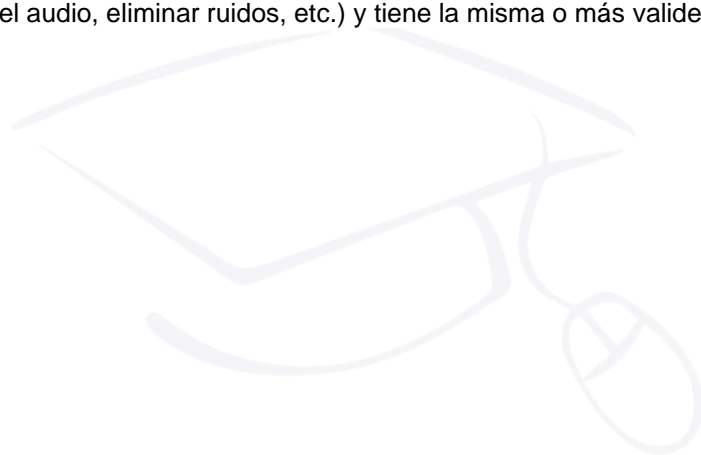 el audio, eliminar ruidos, etc.) y tiene la misma o más valide